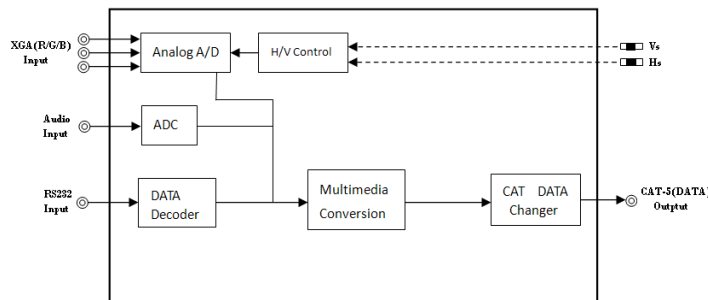 XGA(R/G/B)
Input
Analog A/D
H/V Control
Vs
Hs
Audio
Input
ADC
RS232
Input
DATA
Decoder
Multimedia
Conversion
CAT DATA
Changer
CAT-5(DATA)
Outptut